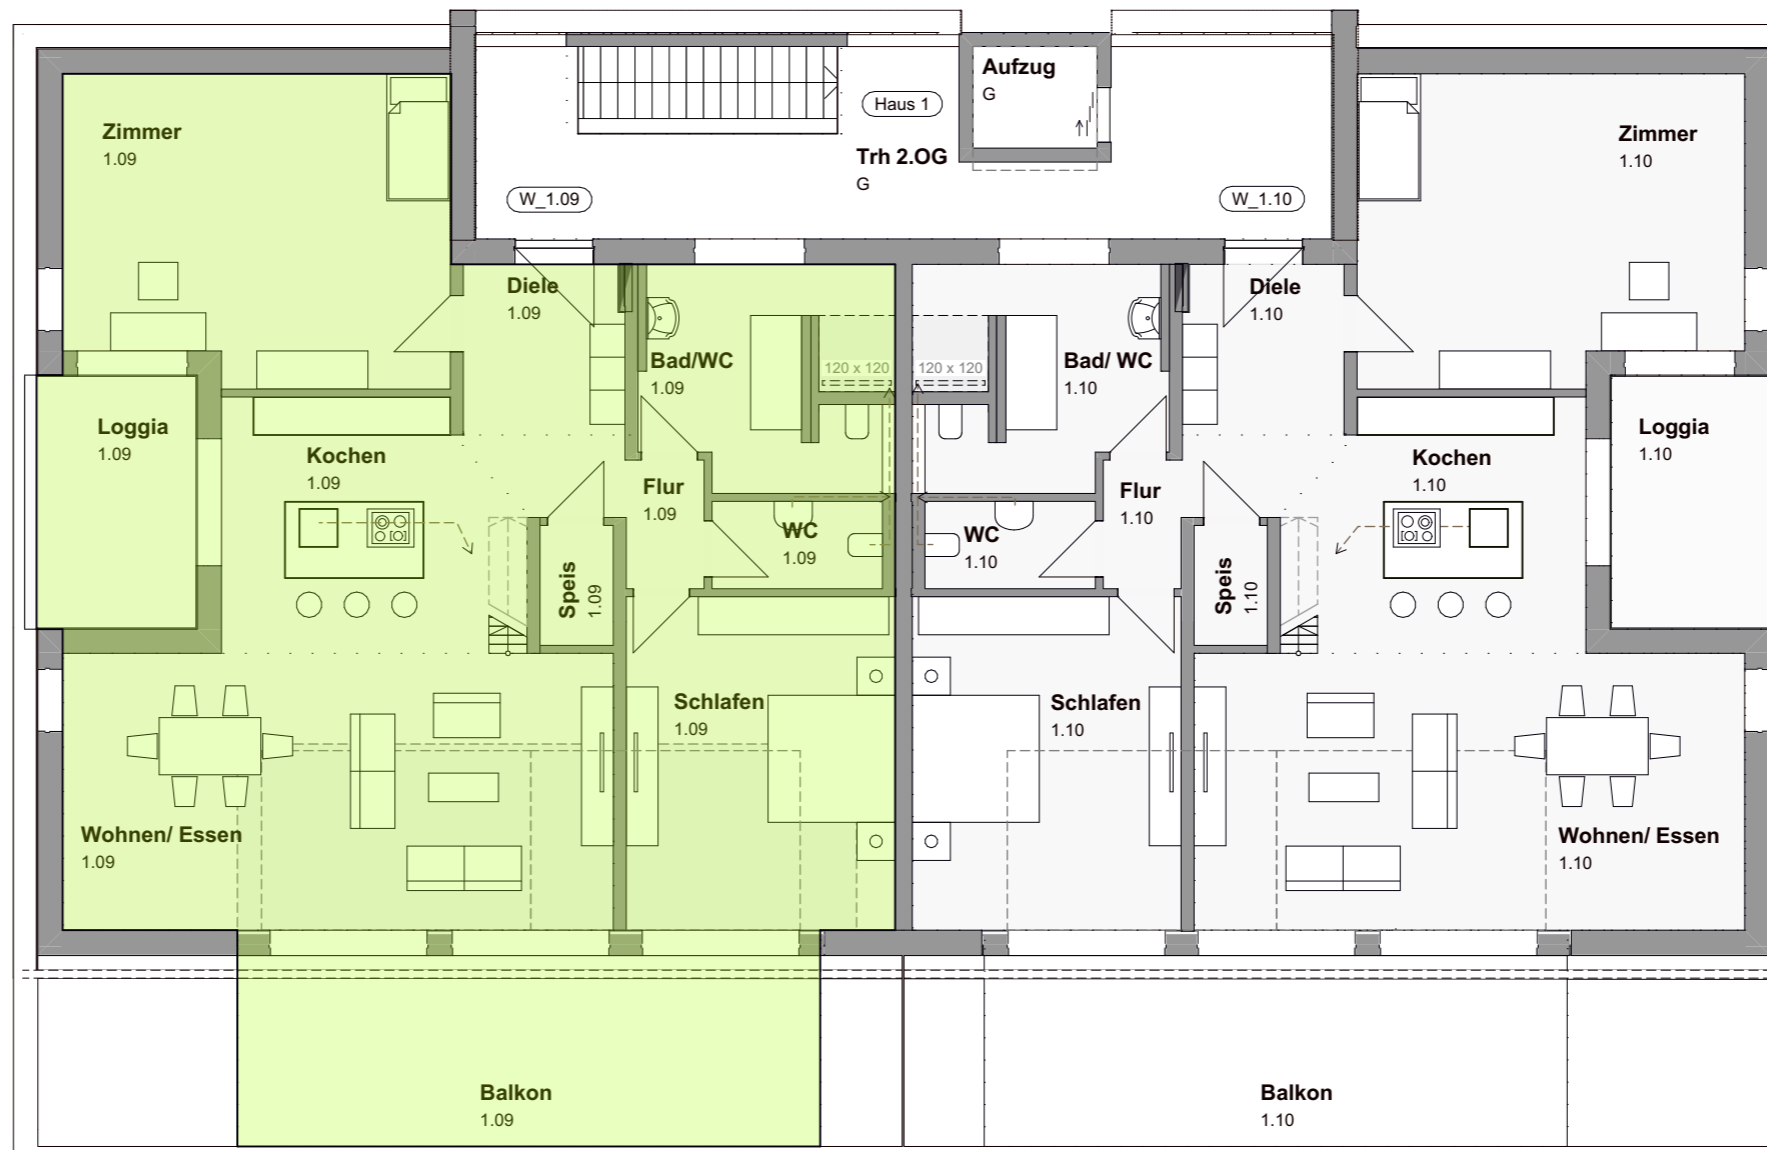 Aufzug
G
Haus 1
Zimmer
1.09
Zimmer
1.10
Trh 2.OG
G
W_1.09
W_1.10
Diele
1.09
Diele
1.10
Bad/WC
1.09
120 x 120
120 x 120
Bad/ WC
1.10
Loggia
1.09
Kochen
1.09
Flur
1.09
WC
1.09
WC
1.10
Flur
1.10
Kochen
1.10
Loggia
1.10
Speis
1.09
Speis
1.10
Schlafen
1.09
Schlafen
1.10
Wohnen/ Essen
1.09
Wohnen/ Essen
1.10
Balkon
1.09
Balkon
1.10